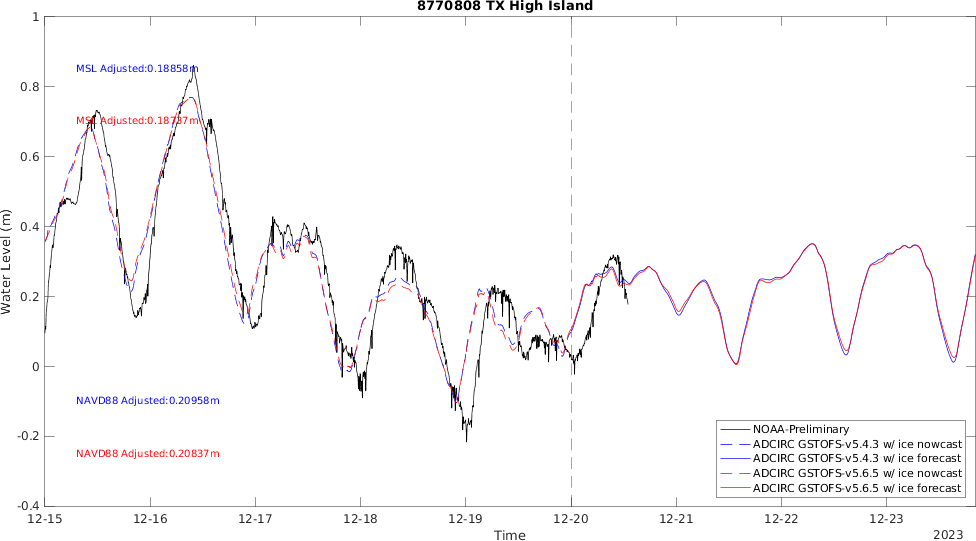 8770808 TX High Island
1
0.8
0.6
0.4
0.2
0
-0.2
-0.4
Water Level (m)
MSL Adjusted:0.18858m
MSL Adjusted:0.18737m
NAVD88 Adjusted:0.20958m
NAVD88 Adjusted:0.20837m
NOAA-Preliminary
ADCIRC GSTOFS-v5.4.3 w/ ice nowcast
ADCIRC GSTOFS-v5.4.3 w/ ice forecast
ADCIRC GSTOFS-v5.6.5 w/ ice nowcast
ADCIRC GSTOFS-v5.6.5 w/ ice forecast
12-15 12-16 12-17 12-18 12-19 12-20 12-21 12-22 12-23
Time
2023